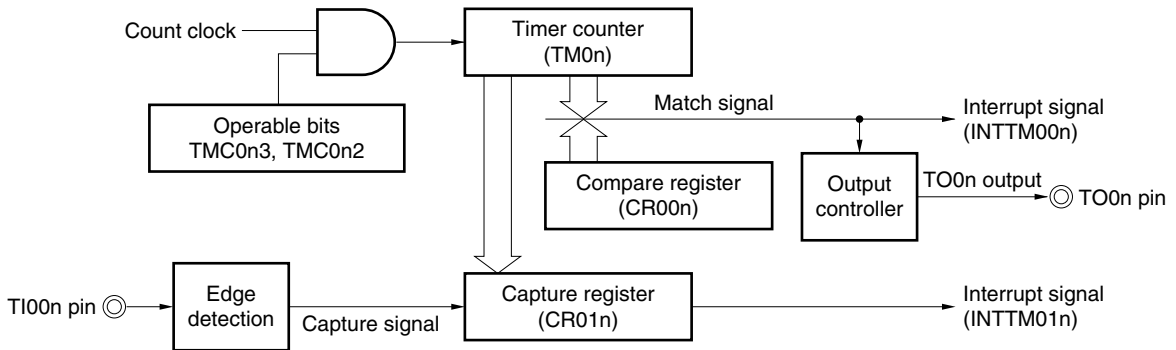 Count clock
Timer counter
(TM0n)
Operable bits
TMC0n3, TMC0n2
Match signal
Interrupt signal
(INTTM00n)
Compare register
(CR00n)
Output
controller
TO0n output
TO0n pin
TI00n pin
Edge
detection
Capture signal
Capture register
(CR01n)
Interrupt signal
(INTTM01n)